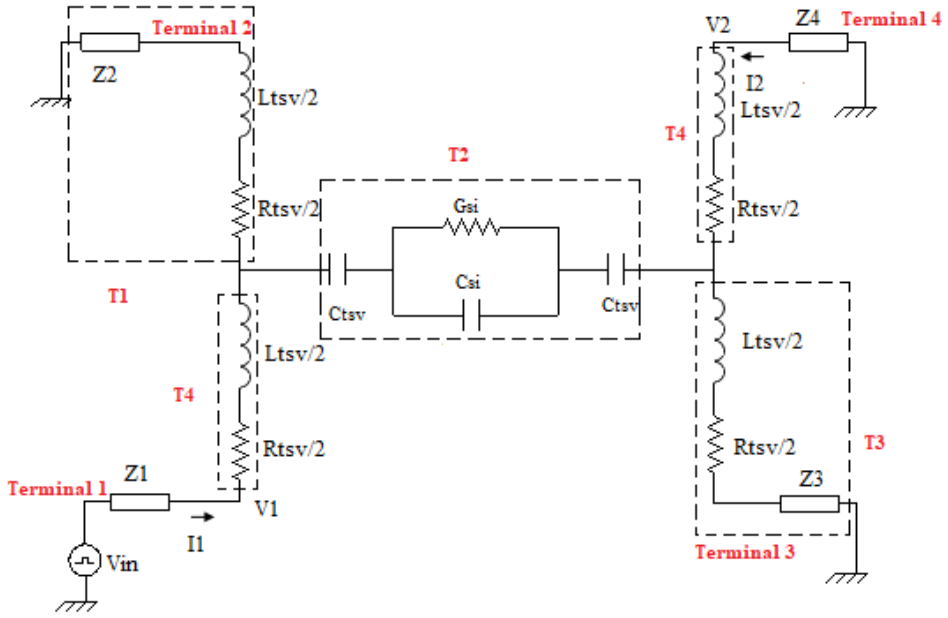 Terminal 2
Z2
Ltsv/2
Rtsv/2
T1
T2
Gsi
Csi
Ctsv
Ctsv
V2
Z4
Terminal 4
I2
Ltsv/2
T4
Rtsv/2
Ltsv/2
T4
Rtsv/2
Ltsv/2
Rtsv/2
T3
Z3
Terminal 3
Terminal 1
Z1
V1
I1
Vin